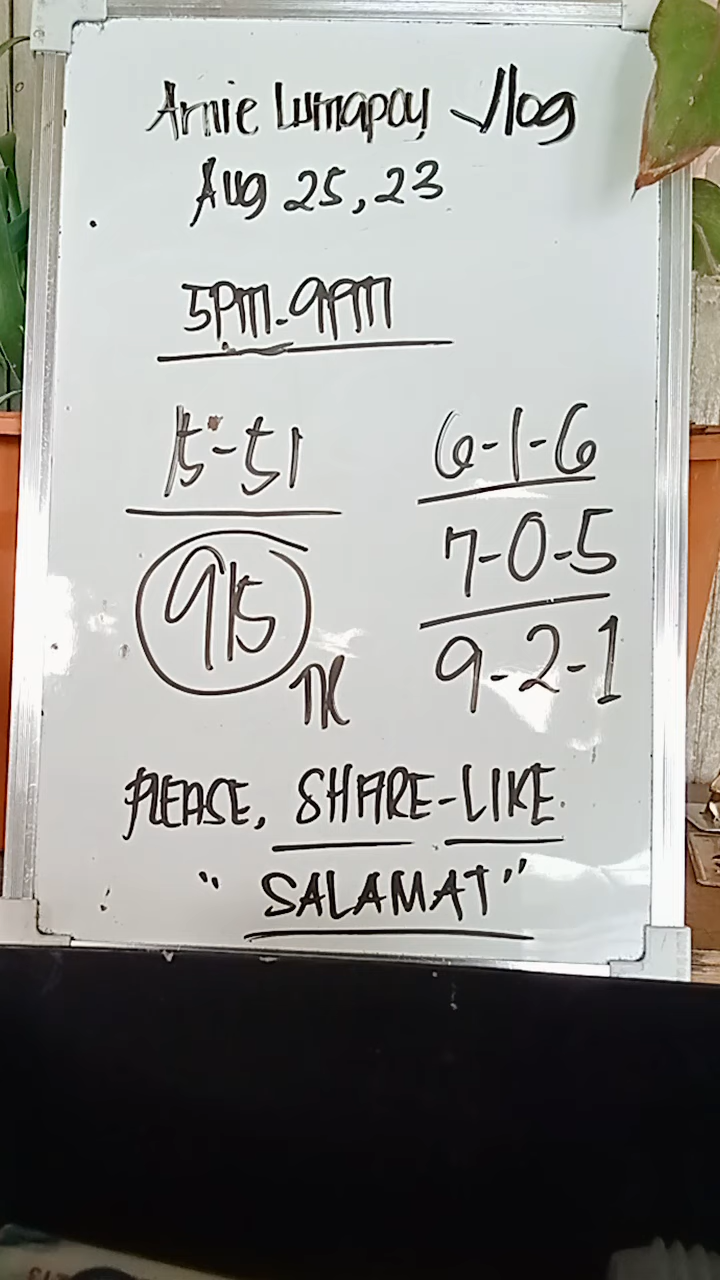 Arnie Lumapay Vlog
Aug 25, 23
5PM-9PM
15-51
915
6-1-6
7-0-5
9-2-1
PLEASE, SHARE-LIKE
"SALAMAT"